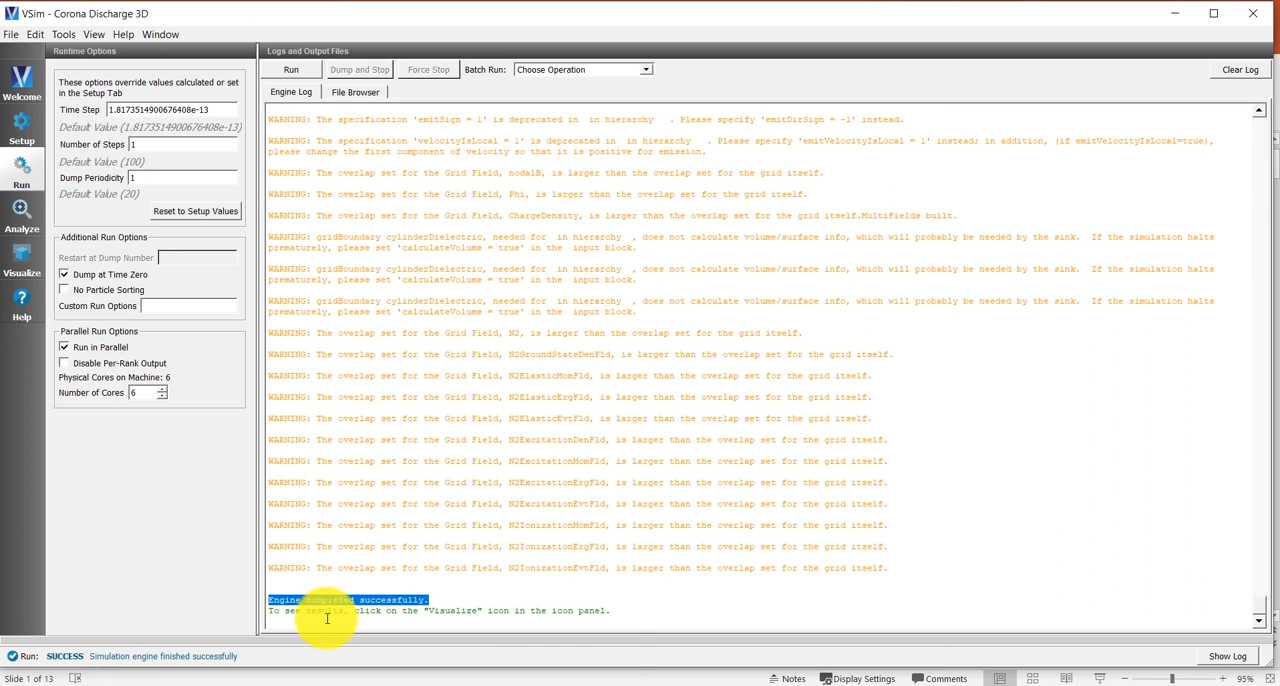 VSim - Corona Discharge 3D
File Edit Tools View Help Window
Runtime Options
Logs and Output Files
Welcome
Setup
Run
Analyze
Visualize
Help
These options override values calculated or set
in the Setup Tab
Time Step 1.8173514900676408e-13
Default Value (1.8173514900676408e-13)
Number of Steps 1
Default Value (100)
Dump Periodicity 1
Default Value (20)
Reset to Setup Values
Additional Run Options
Restart at Dump Number
Dump at Time Zero
No Particle Sorting
Custom Run Options
Parallel Run Options
Run in Parallel
Disable Per-Rank Output
Physical Cores on Machine: 6
Number of Cores 6
Run Dump and Stop Force Stop Batch Run: Choose Operation Clear Log
Engine Log File Browser
WARNING: The specification 'emitSign = 1' is deprecated in in hierarchy . Please specify 'emitDirSign = -1' instead.
WARNING: The specification 'velocityIsLocal = 1' is deprecated in in hierarchy . Please specify 'emitVelocityIsLocal = 1' instead; in addition, (if emitVelocityIsLocal=true),
please change the first component of velocity so that it is positive for emission.
WARNING: The overlap set for the Grid Field, nodalB, is larger than the overlap set for the grid itself.
WARNING: The overlap set for the Grid Field, Phi, is larger than the overlap set for the grid itself.
WARNING: The overlap set for the Grid Field, ChargeDensity, is larger than the overlap set for the grid itself.MultiFields built.
WARNING: gridBoundary cylinderDielectric, needed for in hierarchy , does not calculate volume/surface info, which will probably be needed by the sink. If the simulation halts
prematurely, please set 'calculateVolume = true' in the input block.
WARNING: gridBoundary cylinderDielectric, needed for in hierarchy , does not calculate volume/surface info, which will probably be needed by the sink. If the simulation halts
prematurely, please set 'calculateVolume = true' in the input block.
WARNING: gridBoundary cylinderDielectric, needed for in hierarchy , does not calculate volume/surface info, which will probably be needed by the sink. If the simulation halts
prematurely, please set 'calculateVolume = true' in the input block.
WARNING: The overlap set for the Grid Field, N2, is larger than the overlap set for the grid itself.
WARNING: The overlap set for the Grid Field, N2GroundStateDenFld, is larger than the overlap set for the grid itself.
WARNING: The overlap set for the Grid Field, N2ElasticMomFld, is larger than the overlap set for the grid itself.
WARNING: The overlap set for the Grid Field, N2ElasticErgFld, is larger than the overlap set for the grid itself.
WARNING: The overlap set for the Grid Field, N2ElasticEvtFld, is larger than the overlap set for the grid itself.
WARNING: The overlap set for the Grid Field, N2ExcitationDenFld, is larger than the overlap set for the grid itself.
WARNING: The overlap set for the Grid Field, N2ExcitationMomFld, is larger than the overlap set for the grid itself.
WARNING: The overlap set for the Grid Field, N2ExcitationErgFld, is larger than the overlap set for the grid itself.
WARNING: The overlap set for the Grid Field, N2ExcitationEvtFld, is larger than the overlap set for the grid itself.
WARNING: The overlap set for the Grid Field, N2IonizationMomFld, is larger than the overlap set for the grid itself.
WARNING: The overlap set for the Grid Field, N2IonizationErgFld, is larger than the overlap set for the grid itself.
WARNING: The overlap set for the Grid Field, N2IonizationEvtFld, is larger than the overlap set for the grid itself.
Engine completed successfully.
To see results, click on the "Visualize" icon in the icon panel.
Run: SUCCESS Simulation engine finished successfully
Show Log
Slide 1 of 13 Notes Display Settings Comments 95%